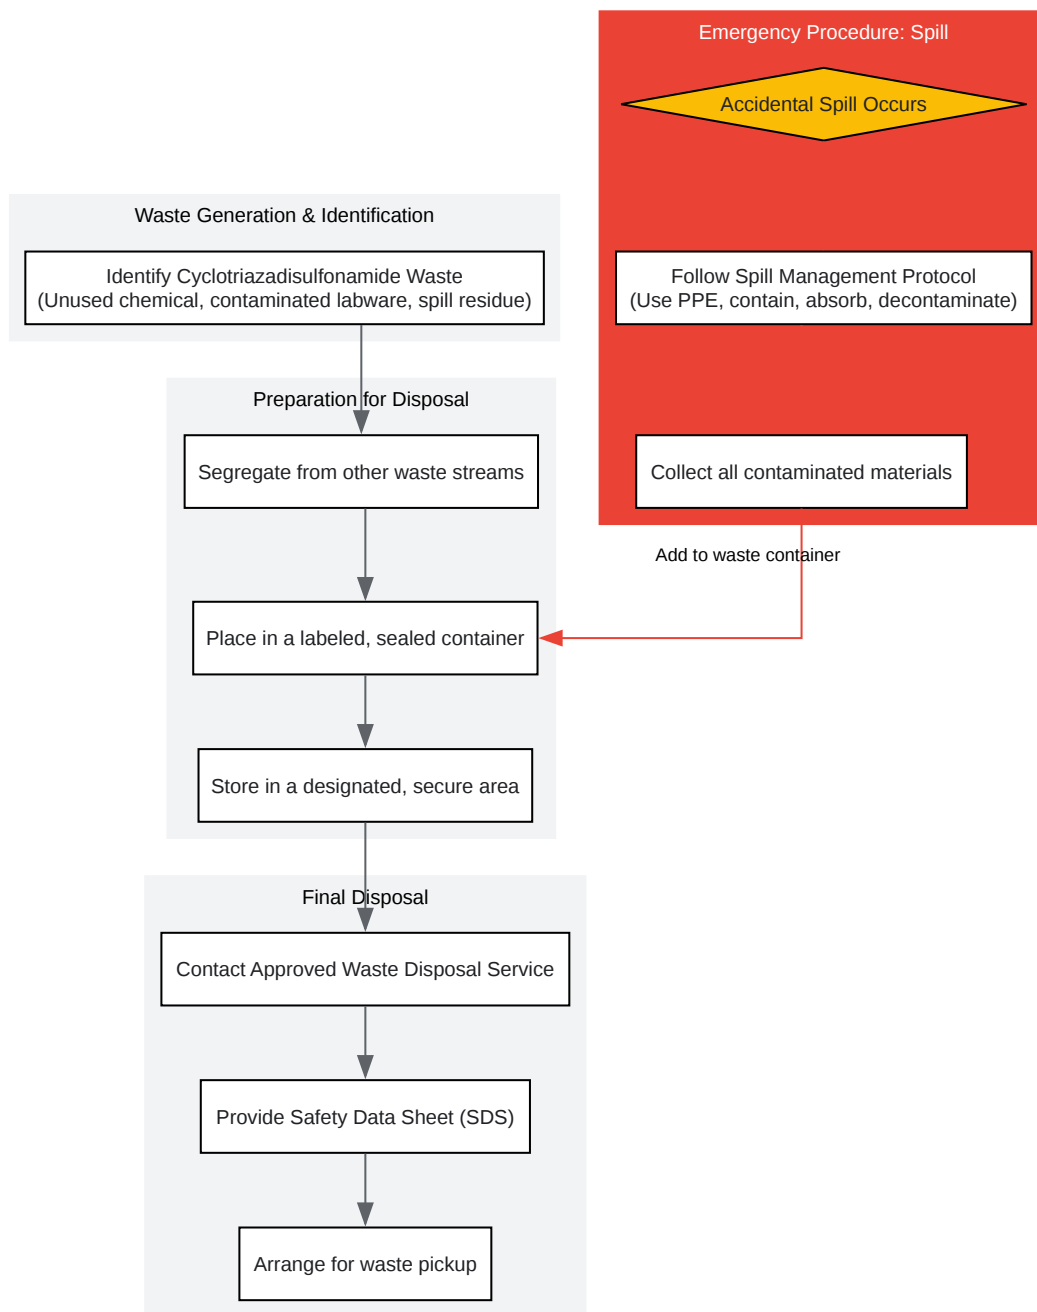 Emergency Procedure: Spill
Accidental Spill Occurs
Waste Generation & Identification
Identify Cyclotriazadisulfonamide Waste
(Unused chemical, contaminated labware, spill residue)
Follow Spill Management Protocol
(Use PPE, contain, absorb, decontaminate)
Preparation for Disposal
Segregate from other waste streams
Collect all contaminated materials
Add to waste container
Place in a labeled, sealed container
Store in a designated, secure area
Final Disposal
Contact Approved Waste Disposal Service
Provide Safety Data Sheet (SDS)
Arrange for waste pickup